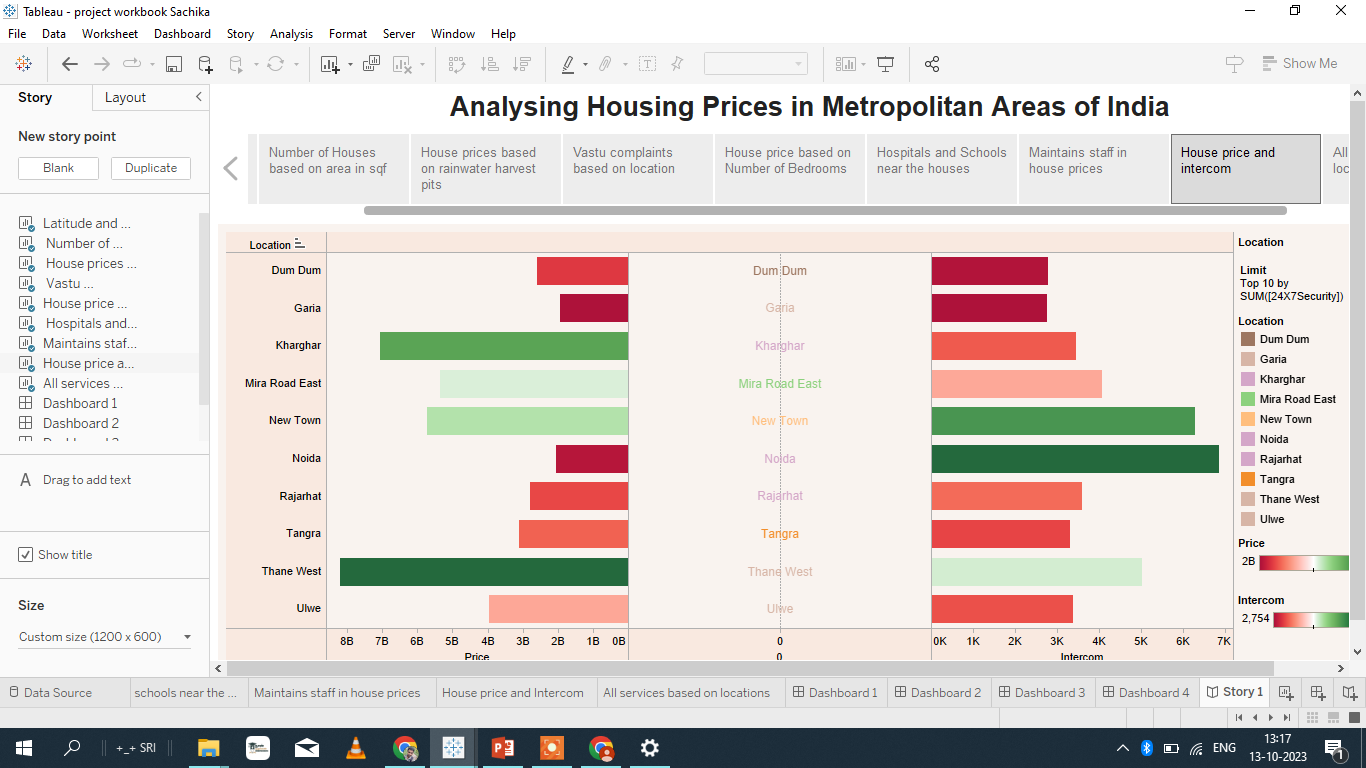 Tableau - project workbook Sachika
File Data Worksheet Dashboard Story Analysis Format Server Window Help
Show Me
Story Layout
New story point
Blank Duplicate
Latitude and ...
Number of ...
House prices ...
Vastu ...
House price ...
Hospitals and...
Maintains staf...
House price a...
All services ...
Dashboard 1
Dashboard 2
Drag to add text
Show title
Size
Custom size (1200 x 600)
Analysing Housing Prices in Metropolitan Areas of India
Number of Houses
based on area in sqf
House prices based
on rainwater harvest
pits
Vastu complaints
based on location
House price based on
Number of Bedrooms
Hospitals and Schools
near the houses
Maintains staff in
house prices
House price and
intercom
All
loc
Location
Dum Dum Dum Dum
Garia Garia
Kharghar Kharghar
Mira Road East Mira Road East
New Town New Town
Noida Noida
Rajarhat Rajarhat
Tangra Tangra
Thane West Thane West
Ulwe Ulwe
8B 7B 6B 5B 4B 3B 2B 1B 0B 0 0K 1K 2K 3K 4K 5K 6K 7K
Price 0 Intercom
Location
Limit
Top 10 by
SUM([24X7Security])
Location
Dum Dum
Garia
Kharghar
Mira Road East
New Town
Noida
Rajarhat
Tangra
Thane West
Ulwe
Price
2B
Intercom
2,754
Data Source schools near the ... Maintains staff in house prices House price and Intercom All services based on locations Dashboard 1 Dashboard 2 Dashboard 3 Dashboard 4 Story 1
+_+ SRI ENG 13:17
13-10-2023 1